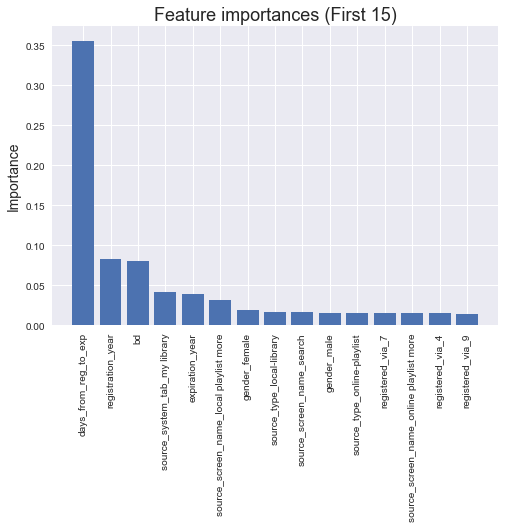 Feature importances (First 15)
Importance
0.35
0.30
0.25
0.20
0.15
0.10
0.05
0.00
days_from_reg_to_exp
registration_year
bd
source_system_tab_my library
expiration_year
source_screen_name_local playlist more
gender_female
source_type_local-library
source_screen_name_search
gender_male
source_type_online-playlist
registered_via_7
source_screen_name_online playlist more
registered_via_4
registered_via_9